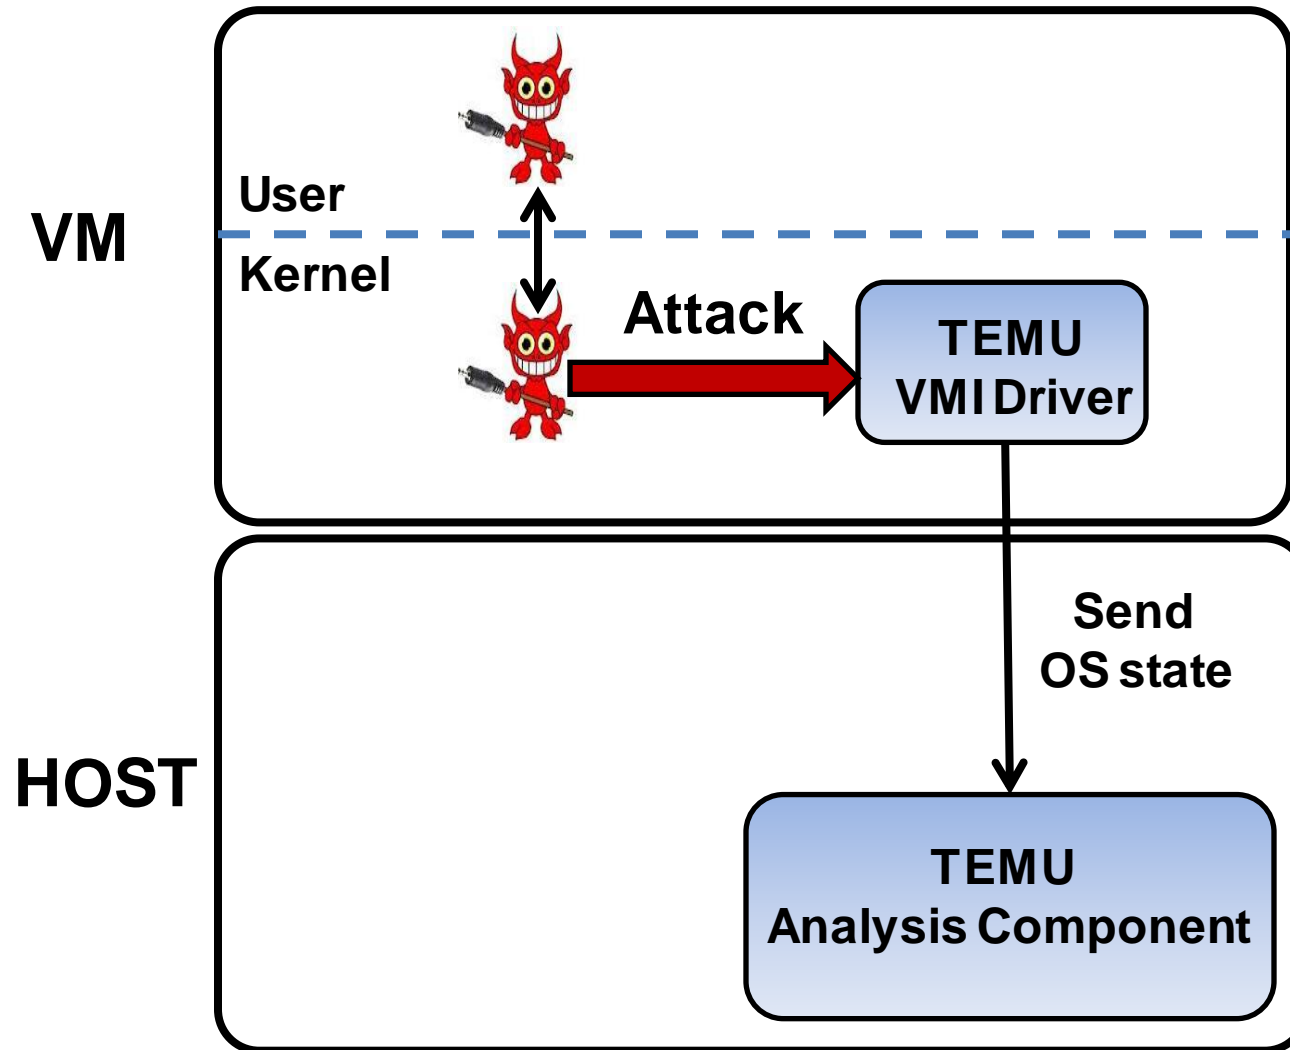 User
VM
Kernel
Attack
TEMU
VMI Driver
Send
OS state
HOST
TEMU
Analysis Component